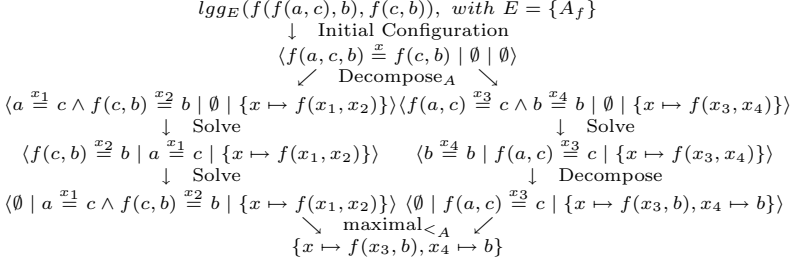 lgg_E(f(f(a, c), b), f(c, b)), with E = {A_f}
↓ Initial Configuration
⟨f(a, c, b) ≝^x f(c, b) | ∅ | ∅⟩
↙ Decompose_A ↘
⟨a =^{x_1} c ∧ f(c, b) =^{x_2} b | ∅ | {x ↦ f(x_1, x_2)}⟩⟨f(a, c) =^{x_3} c ∧ b =^{x_4} b | ∅ | {x ↦ f(x_3, x_4)}⟩
↓ Solve ↓ Solve
⟨f(c, b) =^{x_2} b | a =^{x_1} c | {x ↦ f(x_1, x_2)}⟩ ⟨b =^{x_4} b | f(a, c) =^{x_3} c | {x ↦ f(x_3, x_4)}⟩
↓ Solve ↓ Decompose
⟨∅ | a =^{x_1} c ∧ f(c, b) =^{x_2} b | {x ↦ f(x_1, x_2)}⟩ ⟨∅ | f(a, c) =^{x_3} c | {x ↦ f(x_3, b), x_4 ↦ b}⟩
↘ maximal_{<_A} ↙
{x ↦ f(x_3, b), x_4 ↦ b}